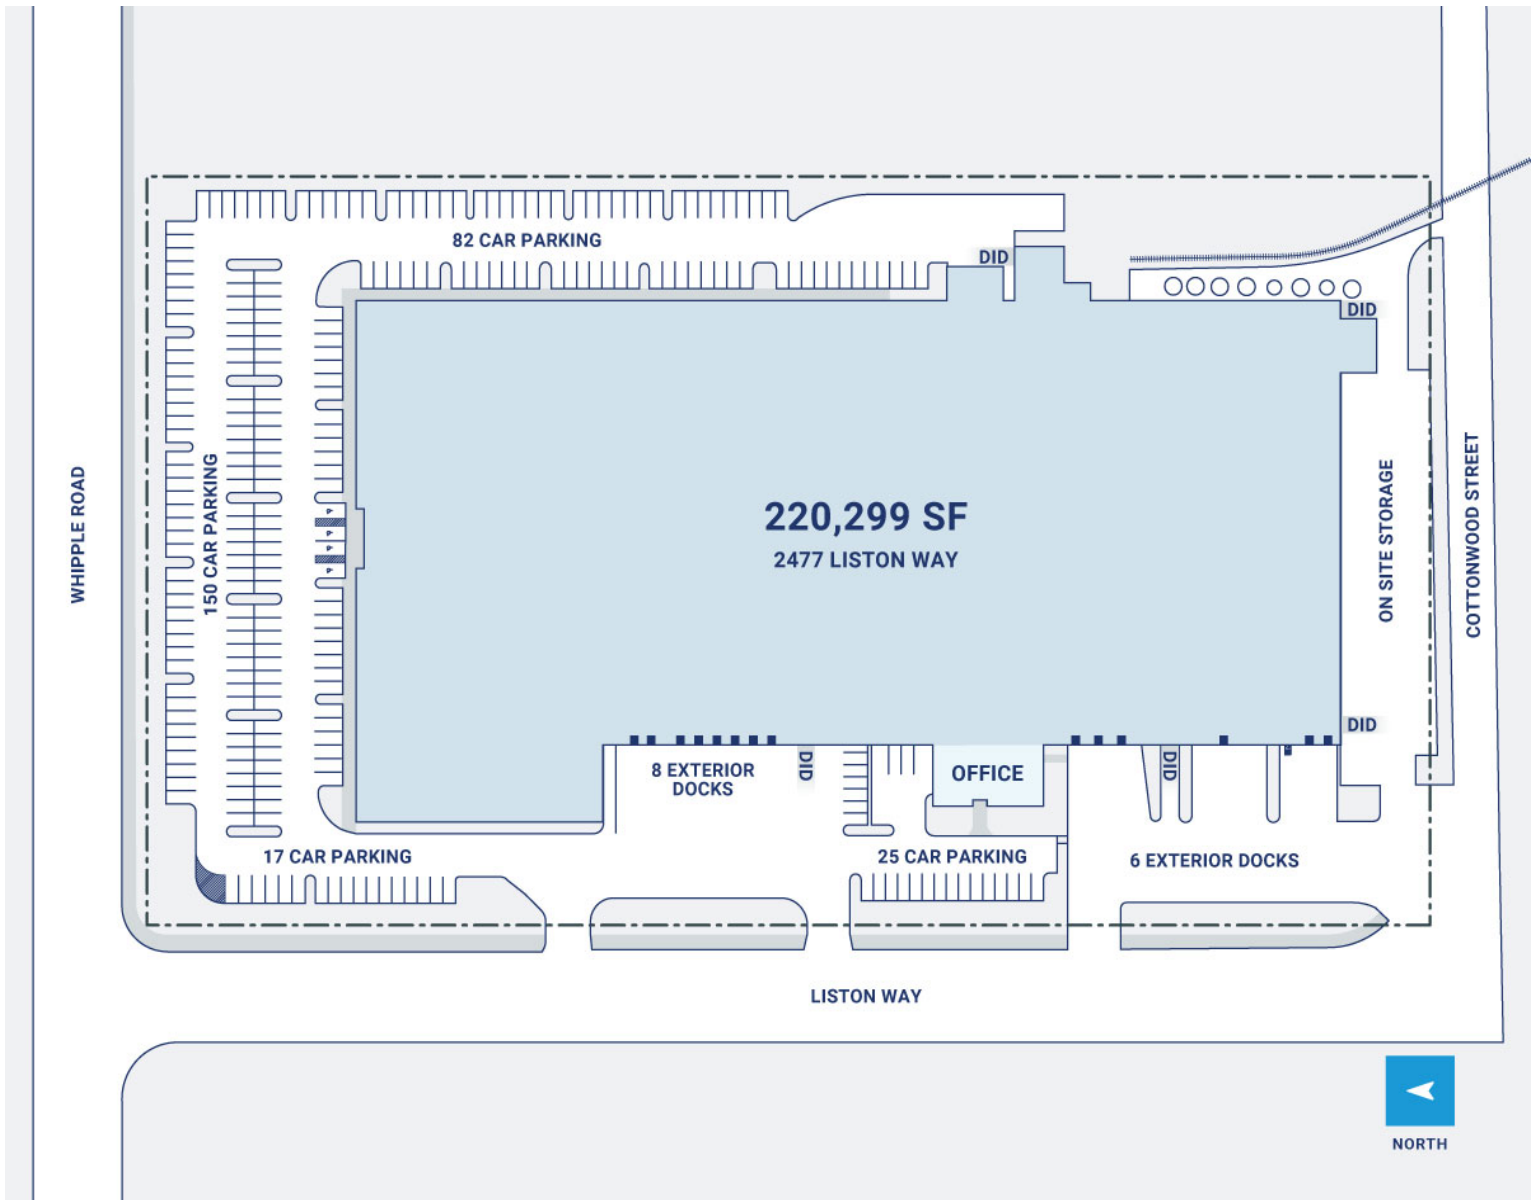 82 CAR PARKING
DID
DID
WHIPPLE ROAD
150 CAR PARKING
220,299 SF
2477 LISTON WAY
ON SITE STORAGE
COTTONWOOD STREET
DID
8 EXTERIOR
DOCKS
DID
OFFICE
DID
17 CAR PARKING
25 CAR PARKING
6 EXTERIOR DOCKS
LISTON WAY
NORTH